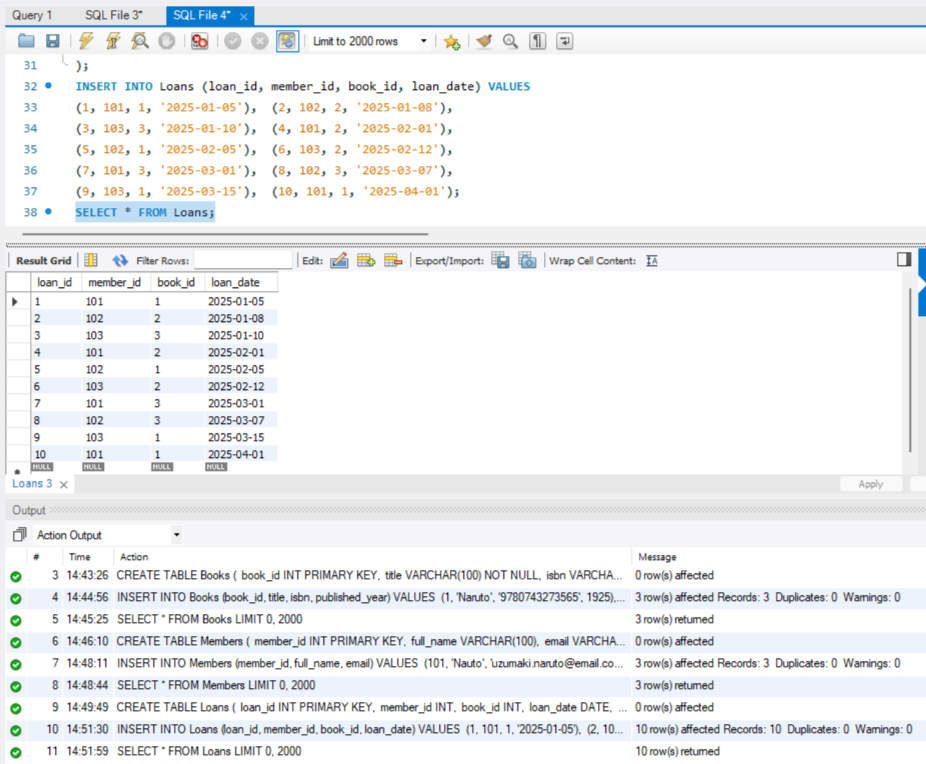 Query 1 SQL File 3* SQL File 4* ×
Limit to 2000 rows
31 );
32 INSERT INTO Loans (loan_id, member_id, book_id, loan_date) VALUES
33 (1, 101, 1, '2025-01-05'), (2, 102, 2, '2025-01-08'),
34 (3, 103, 3, '2025-01-10'), (4, 101, 2, '2025-02-01'),
35 (5, 102, 1, '2025-02-05'), (6, 103, 2, '2025-02-12'),
36 (7, 101, 3, '2025-03-01'), (8, 102, 3, '2025-03-07'),
37 (9, 103, 1, '2025-03-15'), (10, 101, 1, '2025-04-01');
38 SELECT * FROM Loans;
Result Grid Filter Rows: Edit: Export/Import: Wrap Cell Content: IA
loan_id member_id book_id loan_date
1 101 1 2025-01-05
2 102 2 2025-01-08
3 103 3 2025-01-10
4 101 2 2025-02-01
5 102 1 2025-02-05
6 103 2 2025-02-12
7 101 3 2025-03-01
8 102 3 2025-03-07
9 103 1 2025-03-15
10 101 1 2025-04-01
NULL NULL NULL NULL
Loans 3 × Apply
Output
Action Output
# Time Action Message
3 14:43:26 CREATE TABLE Books ( book_id INT PRIMARY KEY, title VARCHAR(100) NOT NULL, isbn VARCHA... 0 row(s) affected
4 14:44:56 INSERT INTO Books (book_id, title, isbn, published_year) VALUES (1, 'Naruto', '9780743273565', 1925),... 3 row(s) affected Records: 3 Duplicates: 0 Warnings: 0
5 14:45:25 SELECT * FROM Books LIMIT 0, 2000 3 row(s) returned
6 14:46:10 CREATE TABLE Members ( member_id INT PRIMARY KEY, full_name VARCHAR(100), email VARCHA... 0 row(s) affected
7 14:48:11 INSERT INTO Members (member_id, full_name, email) VALUES (101, 'Nauto', 'uzumaki.naruto@email.co... 3 row(s) affected Records: 3 Duplicates: 0 Warnings: 0
8 14:48:44 SELECT * FROM Members LIMIT 0, 2000 3 row(s) returned
9 14:49:49 CREATE TABLE Loans ( loan_id INT PRIMARY KEY, member_id INT, book_id INT, loan_date DATE, ... 0 row(s) affected
10 14:51:30 INSERT INTO Loans (loan_id, member_id, book_id, loan_date) VALUES (1, 101, 1, '2025-01-05'), (2, 10... 10 row(s) affected Records: 10 Duplicates: 0 Warnings: 0
11 14:51:59 SELECT * FROM Loans LIMIT 0, 2000 10 row(s) returned